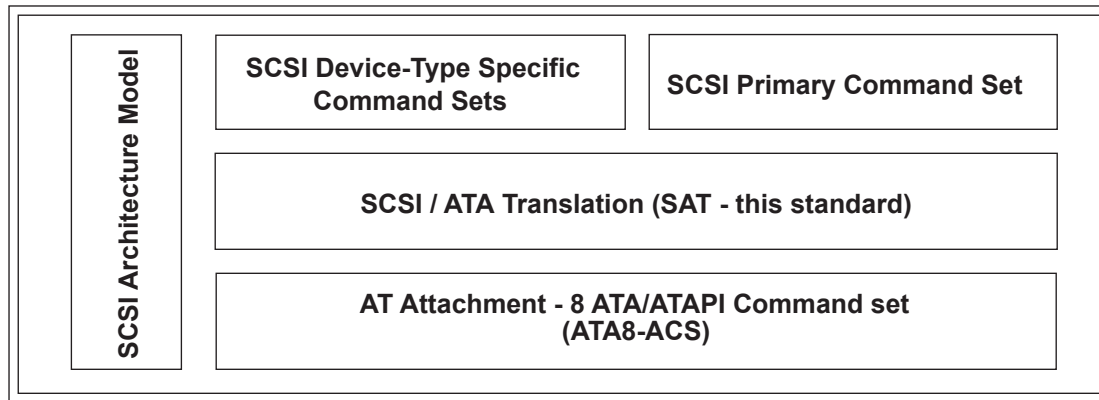 SCSI Architecture Model
SCSI Device-Type Specific
Command Sets
SCSI Primary Command Set
SCSI / ATA Translation (SAT - this standard)
AT Attachment - 8 ATA/ATAPI Command set
(ATA8-ACS)